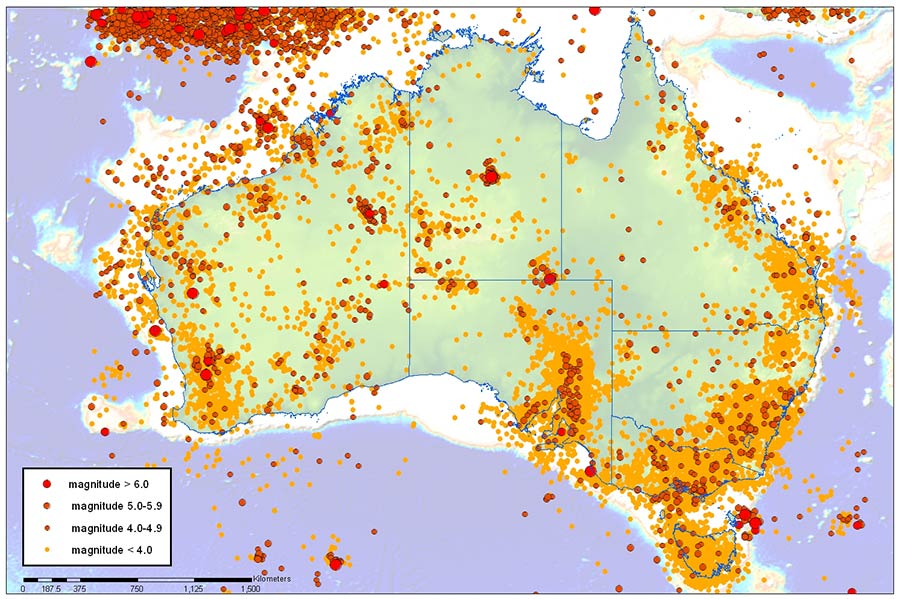 magnitude > 6.0
magnitude 5.0-5.9
magnitude 4.0-4.9
magnitude < 4.0
Kilometers
0 187.5 375 750 1,125 1,500